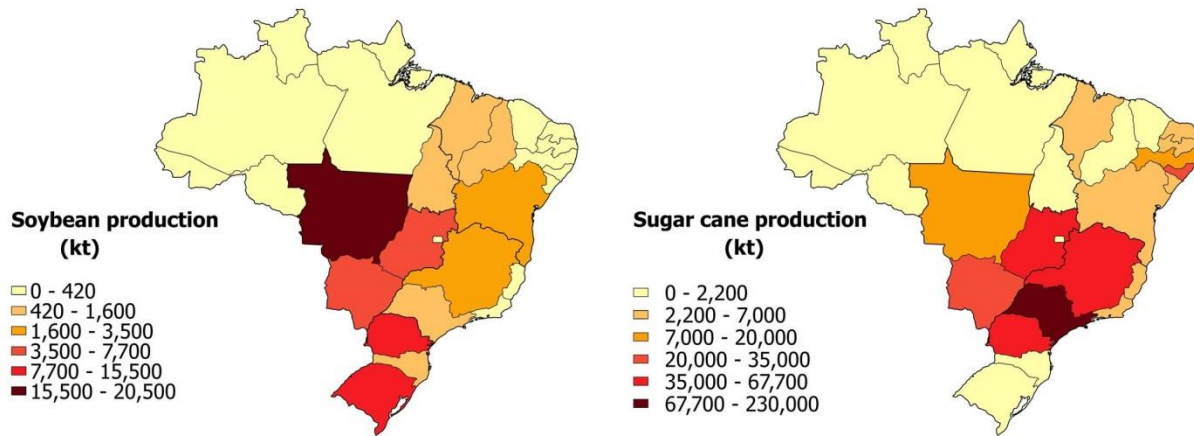 Soybean production
(kt)
0 - 420
420 - 1,600
1,600 - 3,500
3,500 - 7,700
7,700 - 15,500
15,500 - 20,500
Sugar cane production
(kt)
0 - 2,200
2,200 - 7,000
7,000 - 20,000
20,000 - 35,000
35,000 - 67,700
67,700 - 230,000